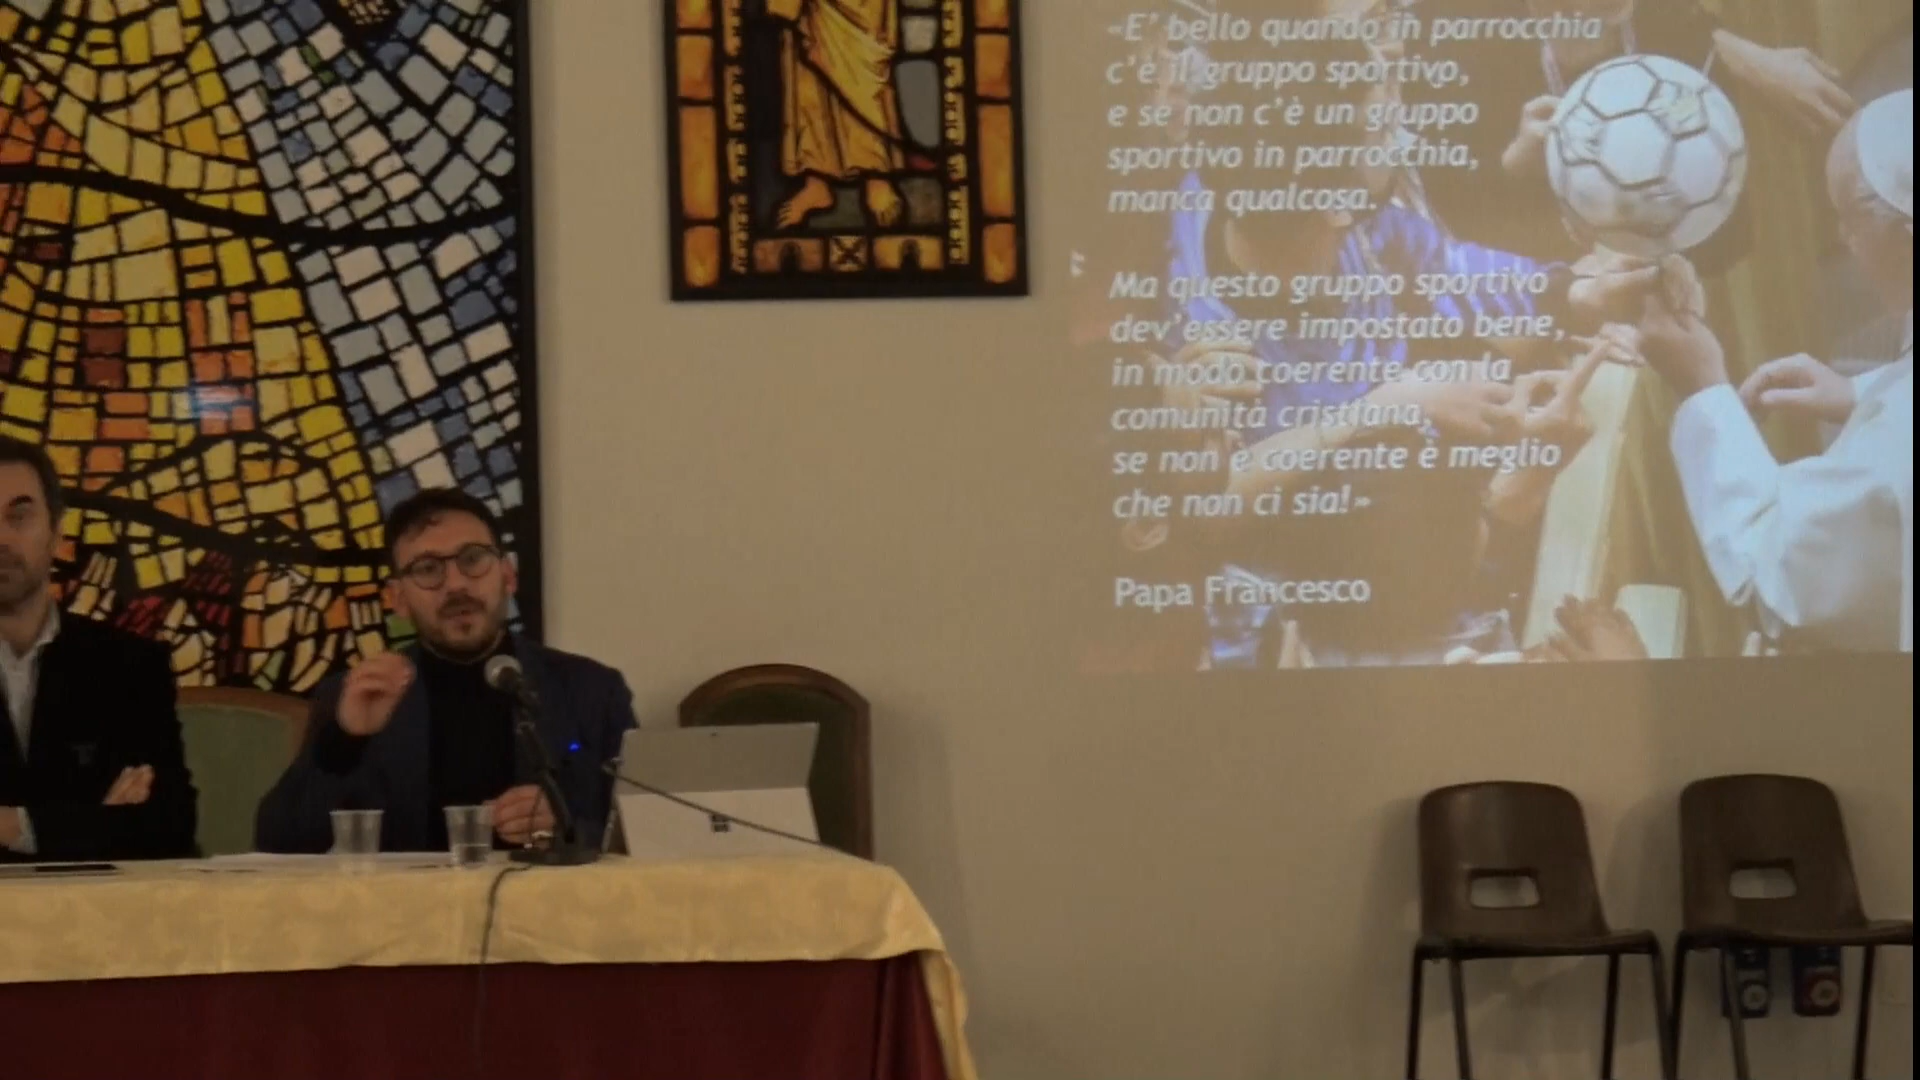 «E' bello quando in parrocchia
c'è il gruppo sportivo,
e se non c'è un gruppo
sportivo in parrocchia,
manca qualcosa.
Ma questo gruppo sportivo
dev'essere impostato bene,
in modo coerente con la
comunità cristiana,
se non è coerente è meglio
che non ci sia!»
Papa Francesco